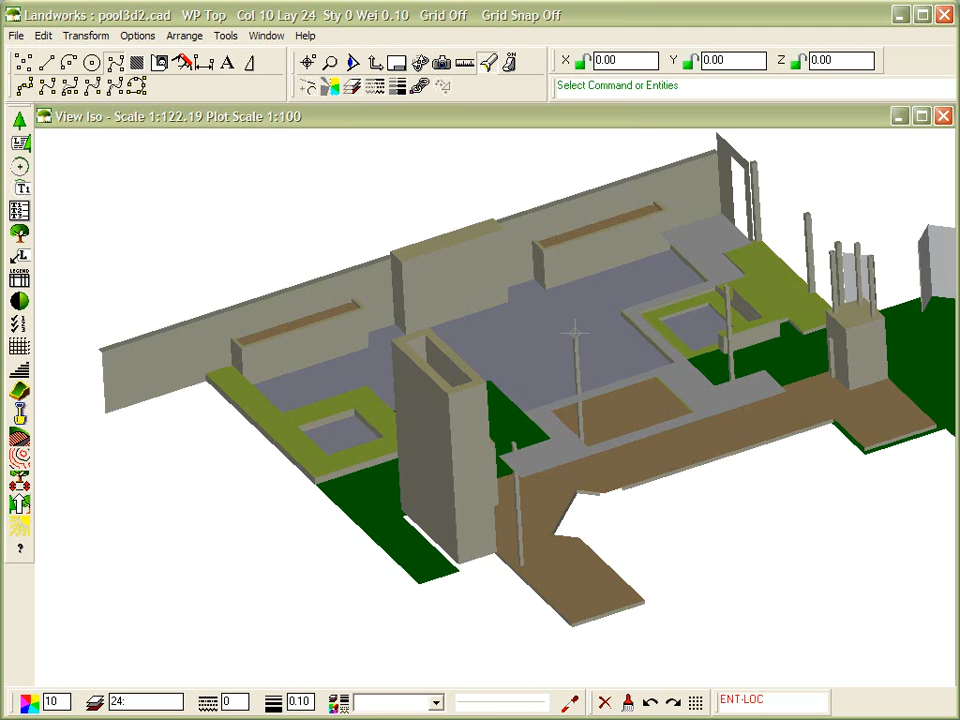 Landworks : pool3d2.cad WP Top Col 10 Lay 24 Sty 0 Wei 0.10 Grid Off Grid Snap Off
File Edit Transform Options Arrange Tools Window Help
A
X 0.00 Y 0.00 Z 0.00
Select Command or Entities
View Iso - Scale 1:122.19 Plot Scale 1:100
T1
L
LEGEND
?
10 24: 0 0.10 ENT-LOC